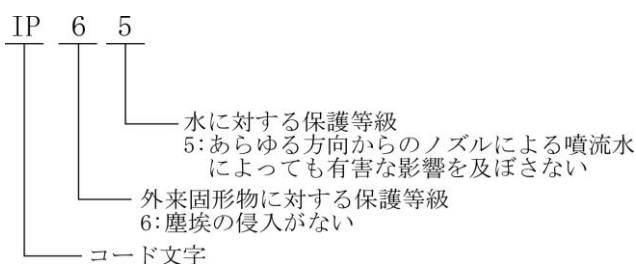 IP 6 5
水に対する保護等級
5:あらゆる方向からのノズルによる噴流水
によっても有害な影響を及ぼさない
外来固形物に対する保護等級
6:塵埃の侵入がない
コード文字